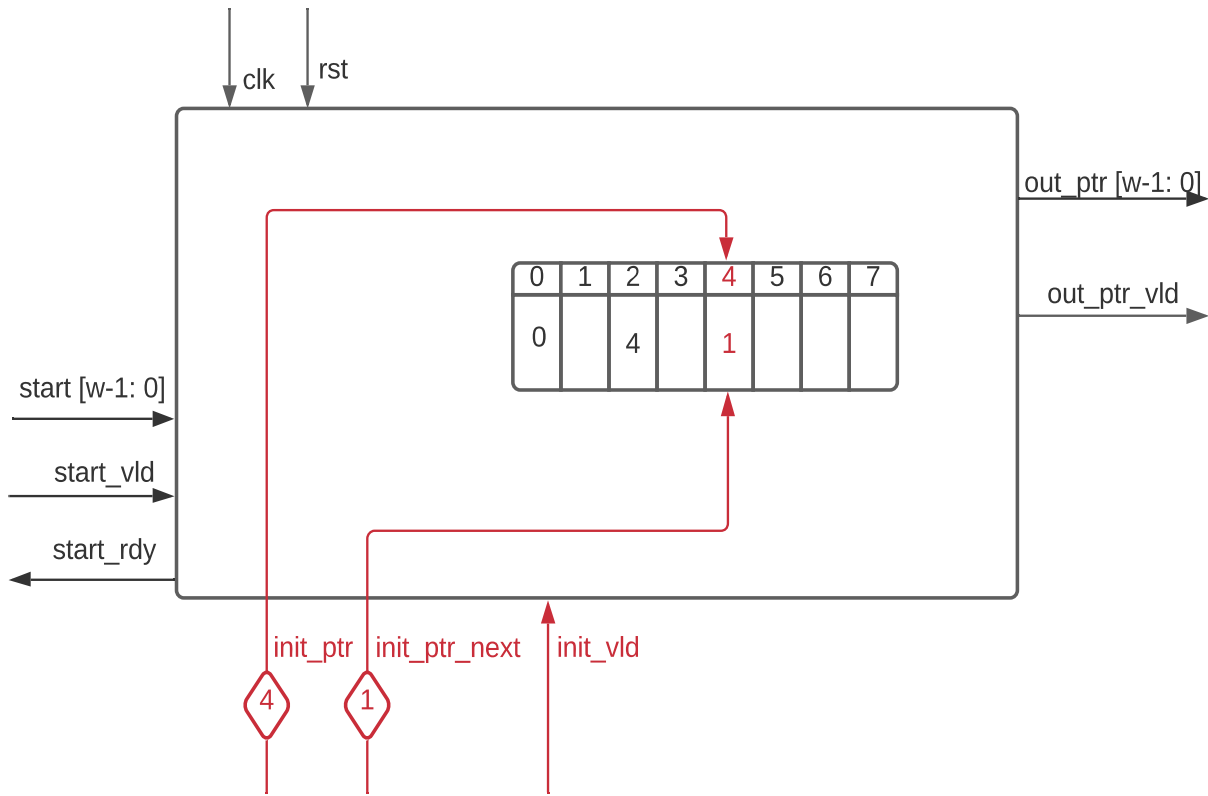 clk
rst
out_ptr [w-1: 0]
0 1 2 3 4 5 6 7
out_ptr_vld
0 4 1
start [w-1: 0]
start_vld
start_rdy
init_ptr
init_ptr_next
init_vld
4
1